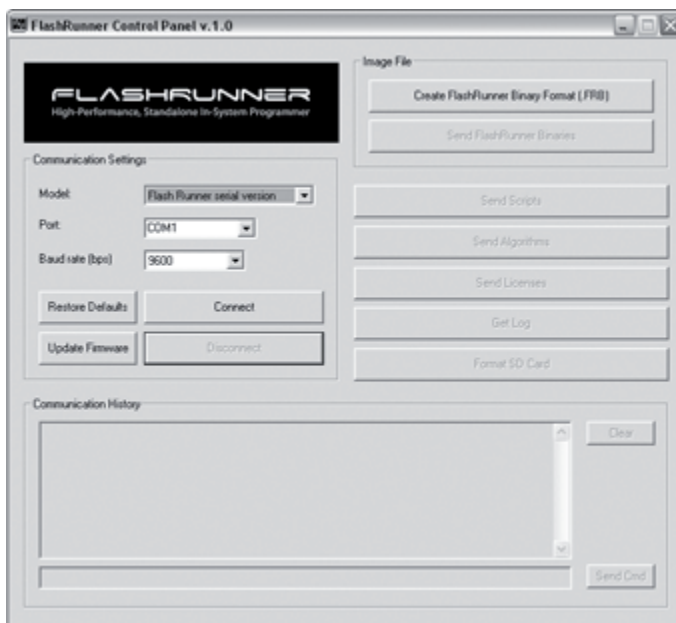 FlashRunner Control Panel v.1.0
FLASHRUNNER
High-Performance, Standalone In-System Programmer
Communication Settings
Model:
Flash Runner serial version
Port:
COM1
Baud rate (bps)
9600
Restore Defaults
Connect
Update Firmware
Disconnect
Image File
Create FlashRunner Binary Format (.FRB)
Send FlashRunner Binaries
Send Scripts
Send Algorithms
Send Licenses
Get Log
Format SD Card
Communication History
Clear
Send Cmd